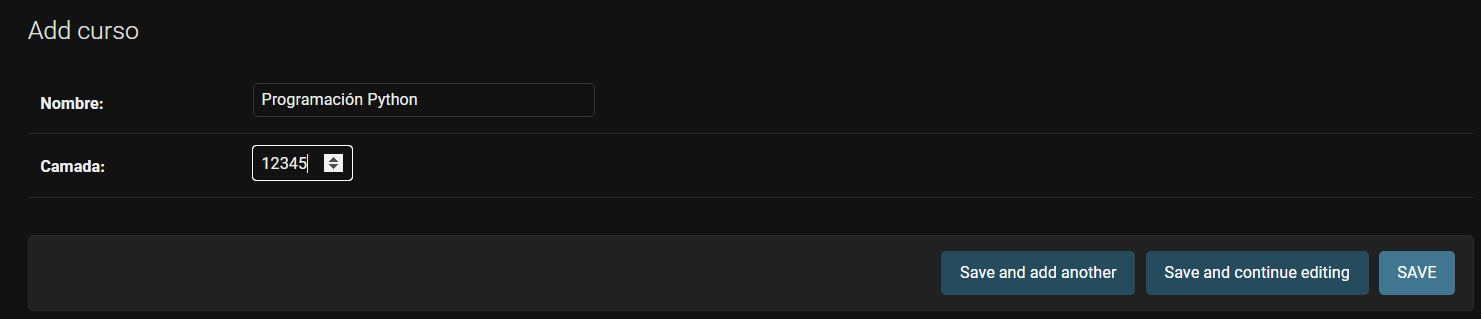 Add curso
Nombre: Programación Python
Camada: 12345
Save and add another Save and continue editing SAVE